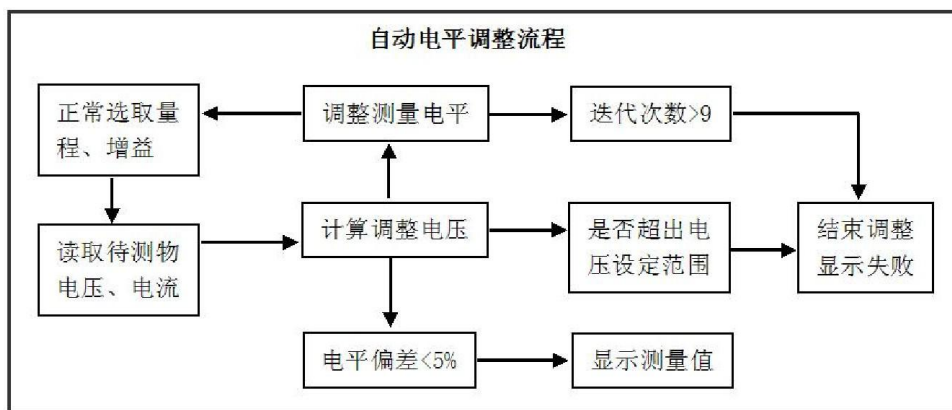 自动电平调整流程
正常选取量
程、增益
调整测量电平
迭代次数>9
读取待测物
电压、电流
计算调整电压
是否超出电
压设定范围
结束调整
显示失败
电平偏差<5%
显示测量值